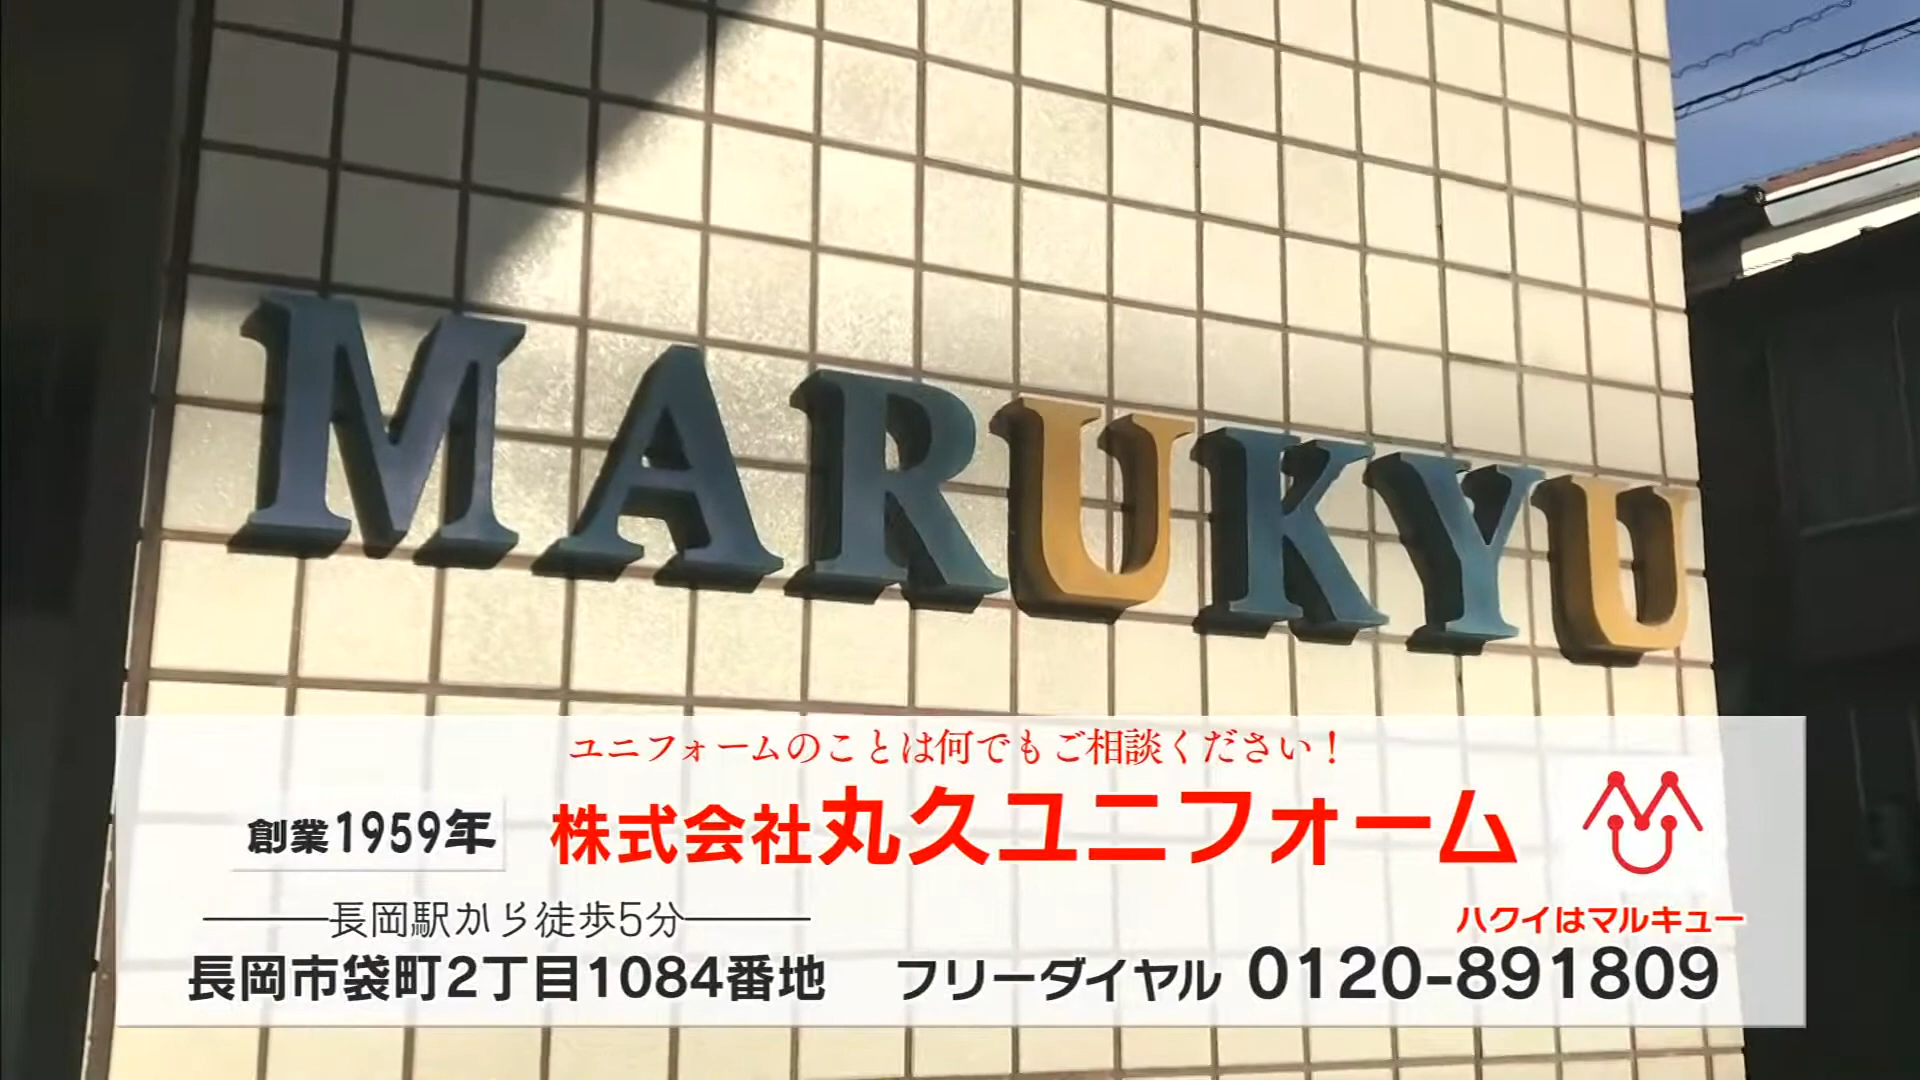 MARUKYU
ユニフォームのことは何でもご相談ください！
創業1959年
株式会社丸久ユニフォーム
長岡駅から徒歩5分
ハクイはマルキュー
長岡市袋町2丁目1084番地
フリーダイヤル 0120-891809